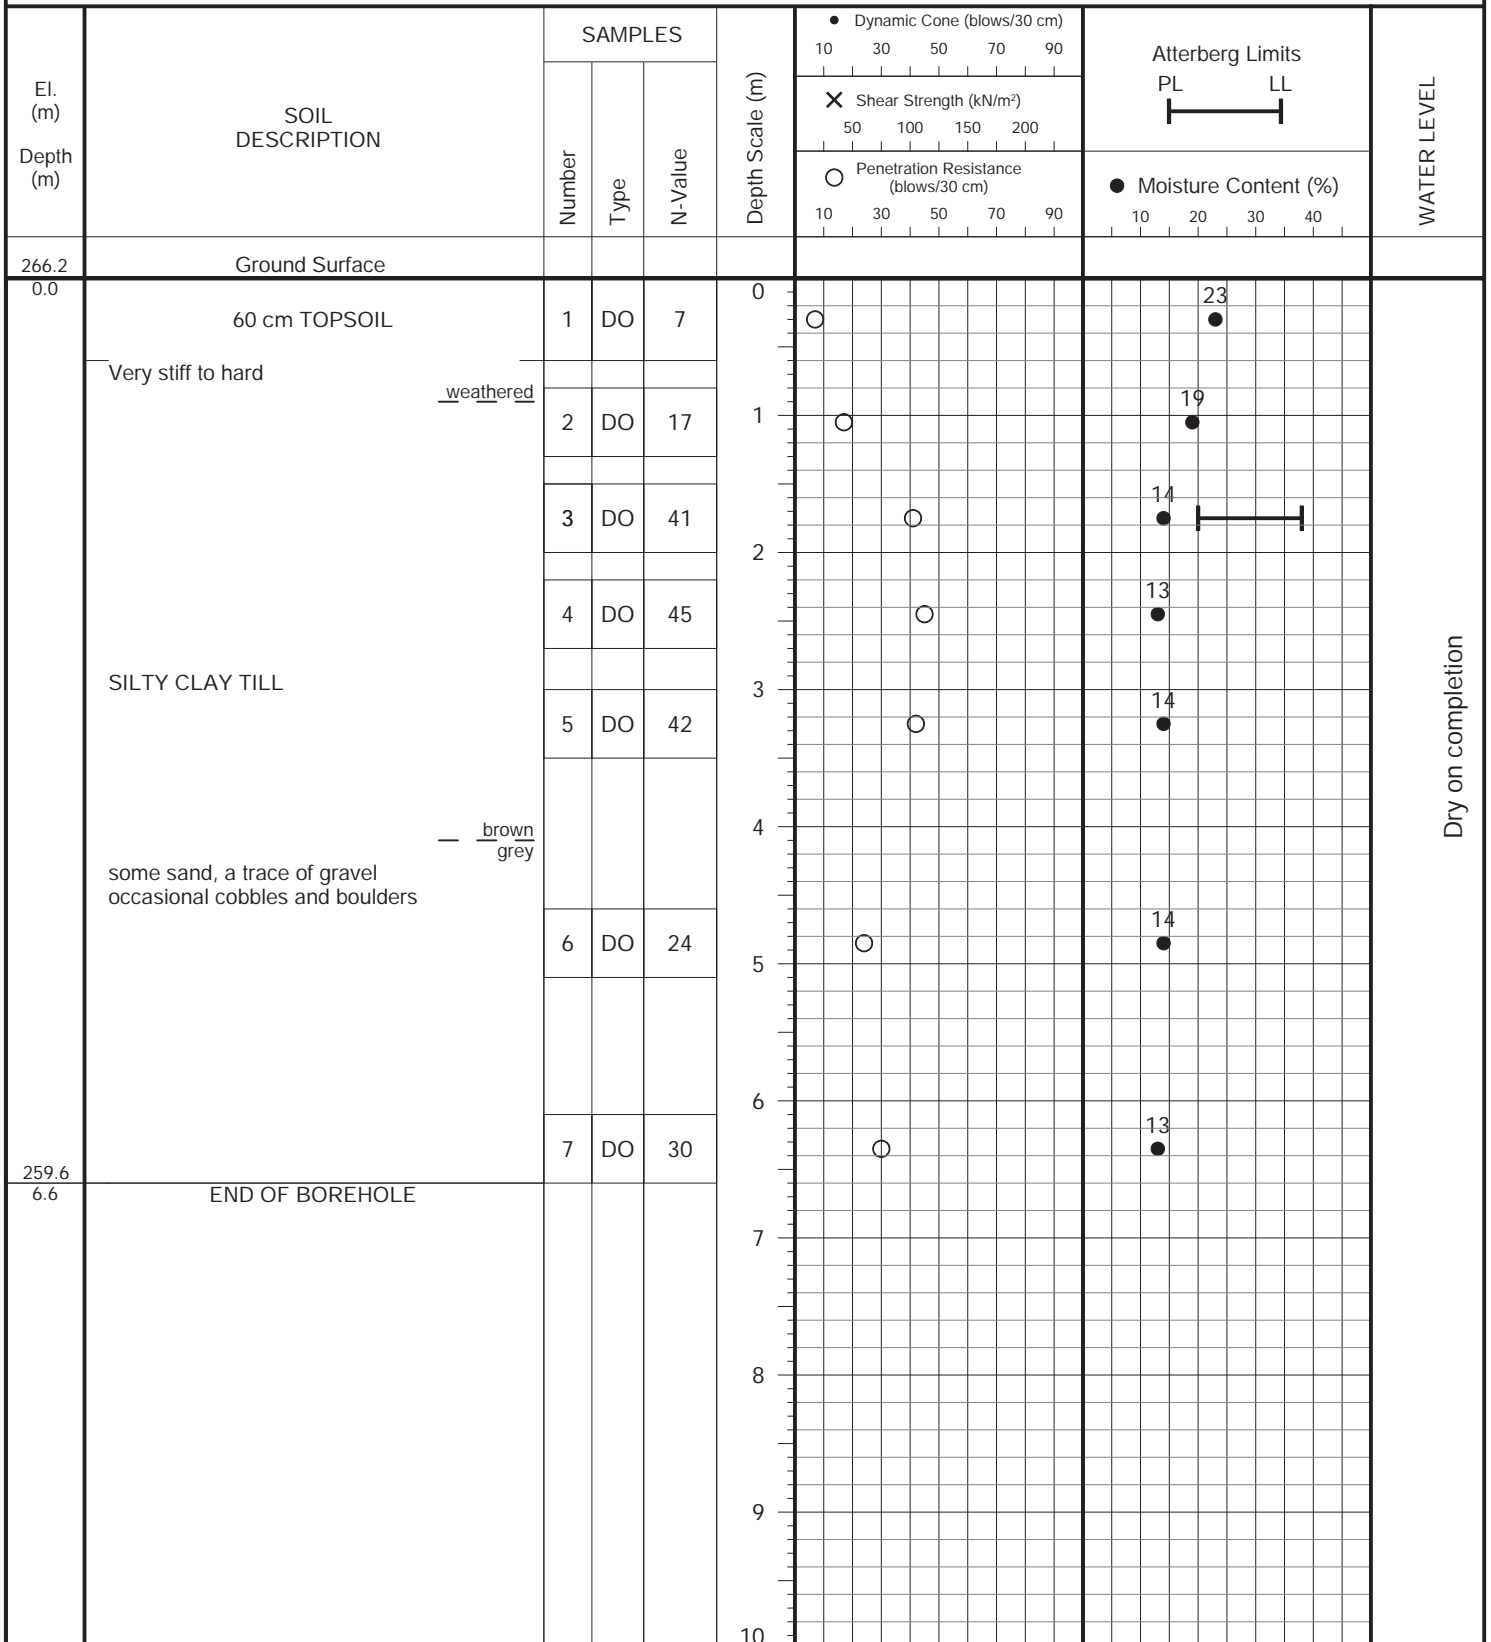 El.
(m)
Depth
(m)
SOIL
DESCRIPTION
SAMPLES
Number
Type
N-Value
Depth Scale (m)
● Dynamic Cone (blows/30 cm)
10 30 50 70 90
✕ Shear Strength (kN/m²)
50 100 150 200
○ Penetration Resistance
(blows/30 cm)
10 30 50 70 90
Atterberg Limits
PL LL
● Moisture Content (%)
10 20 30 40
WATER LEVEL
266.2 Ground Surface
0.0
0
60 cm TOPSOIL 1 DO 7
23
Very stiff to hard
weathered
2 DO 17
1
19
3 DO 41
14
2
4 DO 45
13
SILTY CLAY TILL
3
5 DO 42
14
4
brown
grey
some sand, a trace of gravel
occasional cobbles and boulders
6 DO 24
14
5
6
7 DO 30
13
259.6
6.6 END OF BOREHOLE
7
8
9
10
Dry on completion